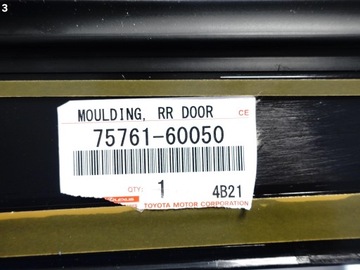 3
MOULDING, RR DOOR CE
75761-60050
QTY. 1 4B21
TOYOTA MOTOR CORPORATION